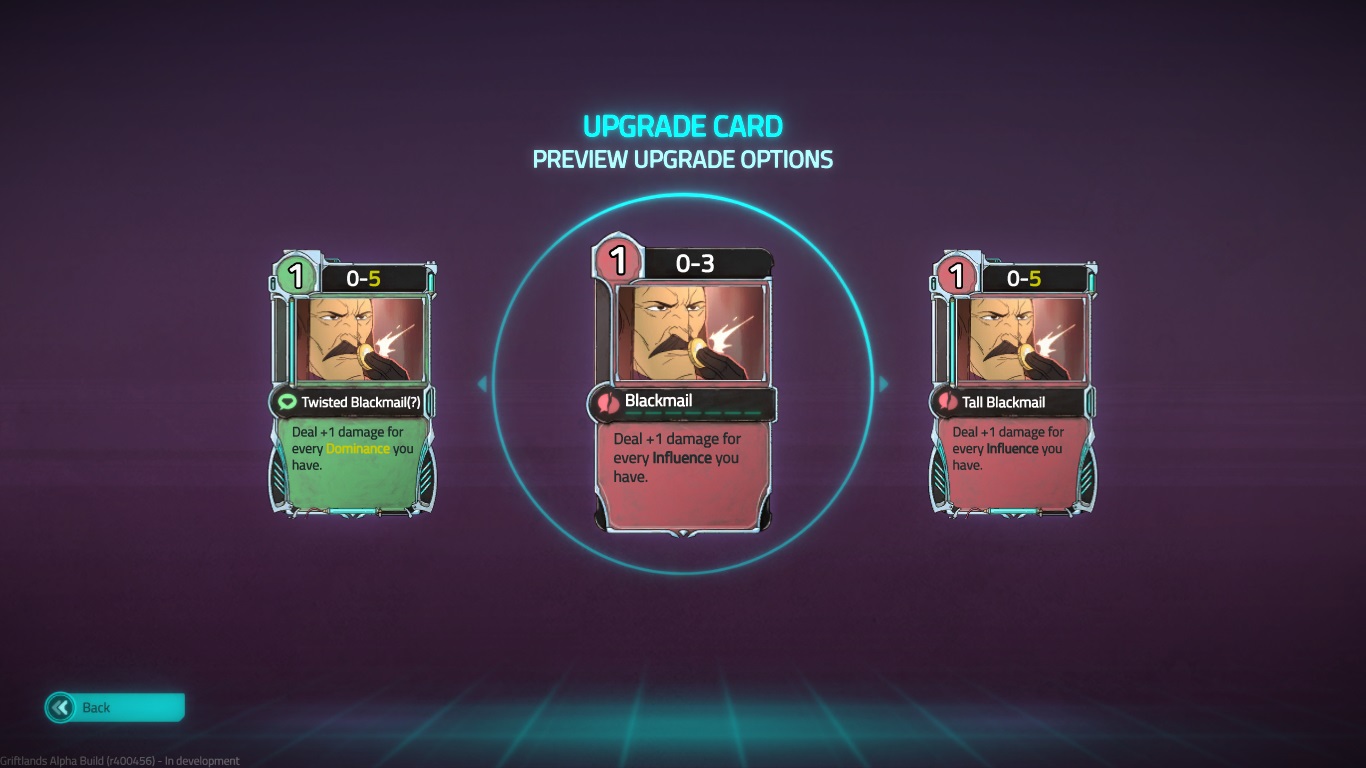 UPGRADE CARD
PREVIEW UPGRADE OPTIONS
1
0-5
Twisted Blackmail(?)
Deal +1 damage for
every Dominance you
have.
1
0-3
Blackmail
Deal +1 damage for
every Influence you
have.
1
0-5
Tall Blackmail
Deal +1 damage for
every Influence you
have.
Back
Griftlands Alpha Build (r400456) - In development